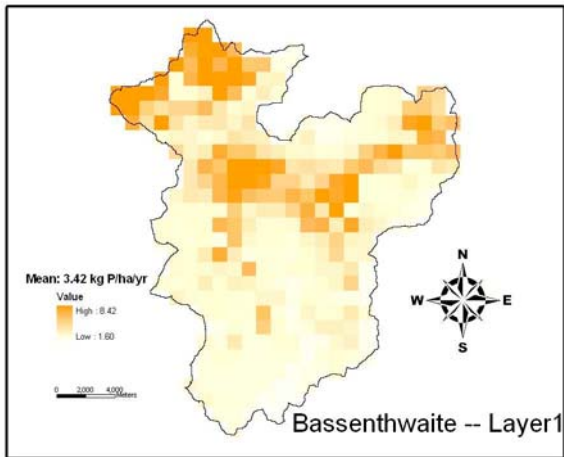 Mean: 3.42 kg P/ha/yr
Value
High : 8.42
Low : 1.60
0 2,000 4,000
Meters
N
W E
S
Bassenthwaite -- Layer1